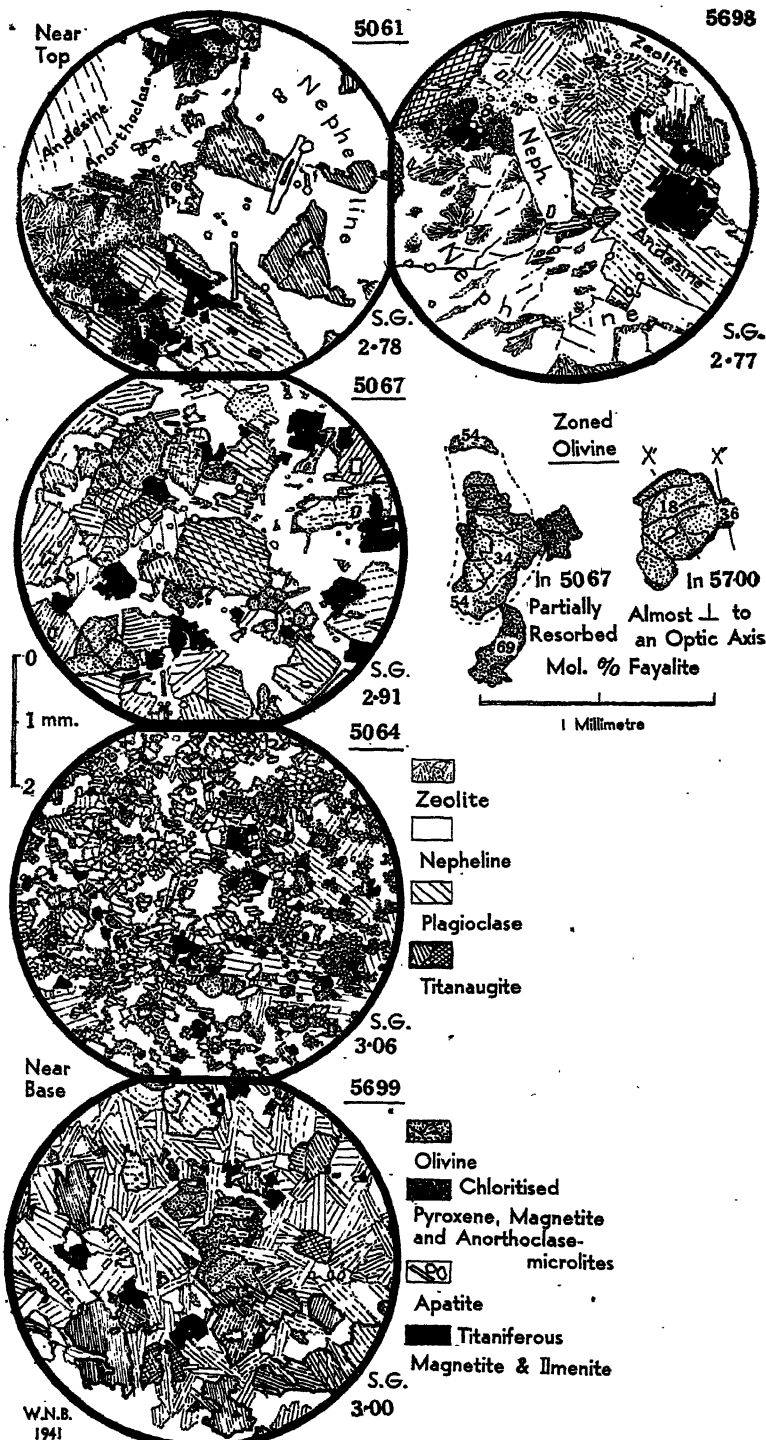 Near
Top
5061
Andesine
Anorthoclase
Nepheline
S.G.
2·78
5698
Zeolite
Neph.
Andesine
Nepheline
S.G.
2·77
5067
S.G.
2·91
0
1 mm.
2
Zoned
Olivine
54
34
54
69
In 5067
Partially
Resorbed
X'
X'
18
36
In 5700
Almost ⊥ to
an Optic Axis
Mol. % Fayalite
1 Millimetre
5064
S.G.
3·06
Zeolite
Nepheline
Plagioclase
Titanaugite
Near
Base
5699
Pyroxene
S.G.
3·00
Olivine
Chloritised
Pyroxene, Magnetite
and Anorthoclase-
microlites
Apatite
Titaniferous
Magnetite & Ilmenite
W.N.B.
1941